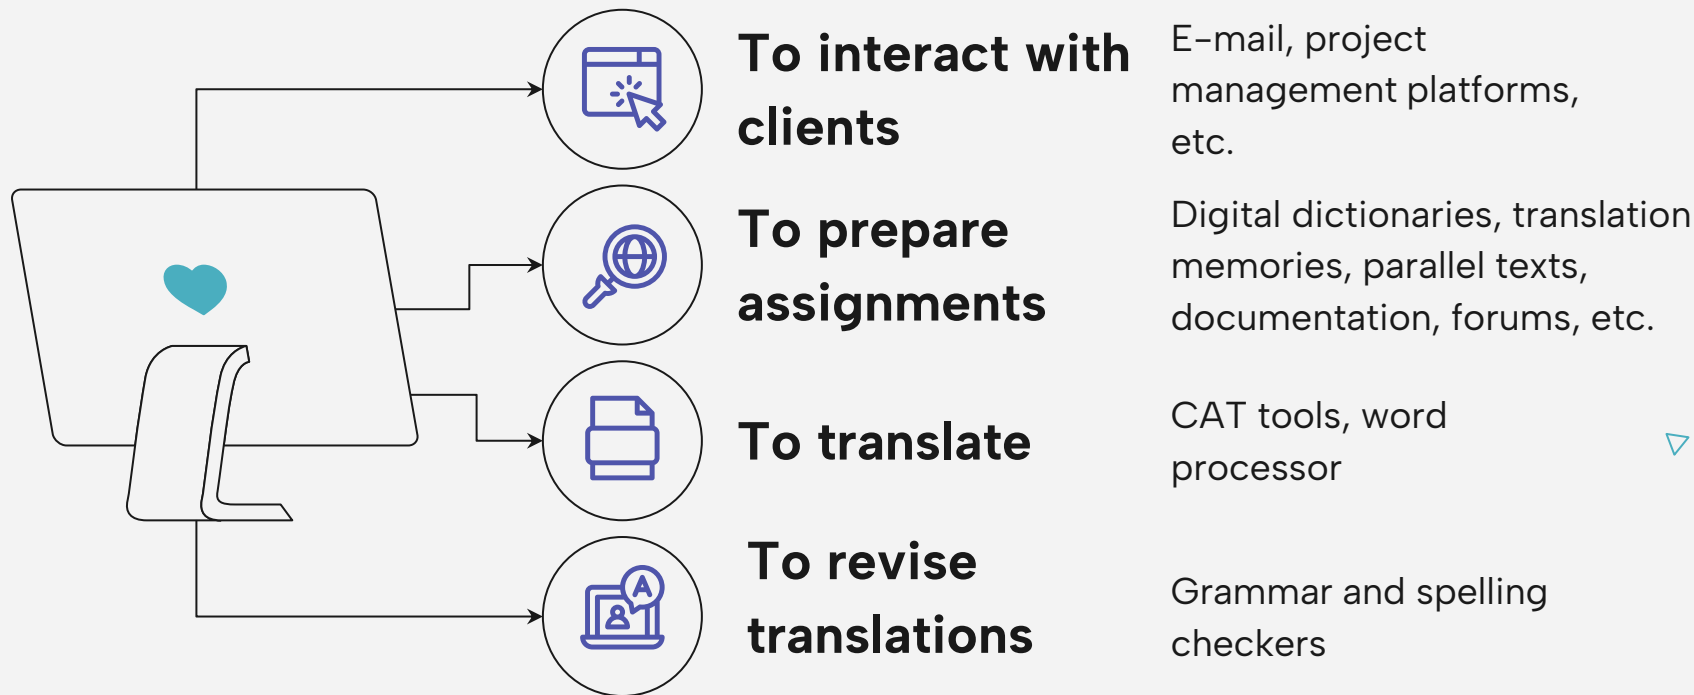 To interact with
clients
E-mail, project
management platforms,
etc.
To prepare
assignments
Digital dictionaries, translation
memories, parallel texts,
documentation, forums, etc.
To translate
CAT tools, word
processor
To revise
translations
Grammar and spelling
checkers
A